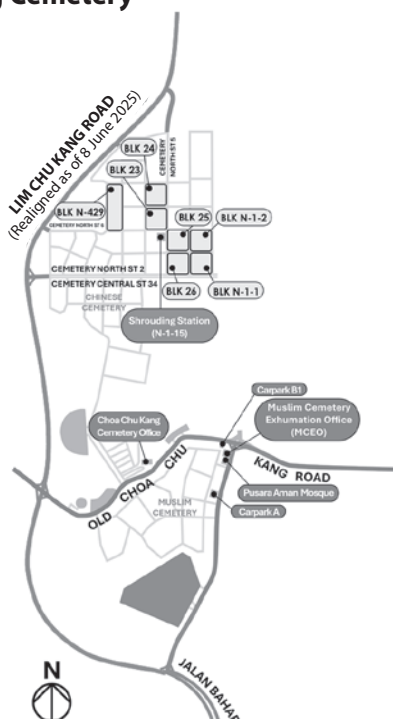 Cemetery
LIM CHU KANG ROAD
(Realigned as of 8 June 2025)
CEMETERY
NORTH ST 5
BLK 24
BLK 23
BLK N-429
CEMETERY NORTH ST 6
BLK 25
BLK N-1-2
CEMETERY NORTH ST 2
CEMETERY CENTRAL ST 34
CHINESE
CEMETERY
BLK 26
BLK N-1-1
Shrouding Station
(N-1-15)
Carpark B1
Muslim Cemetery
Exhumation Office
(MCEO)
Choa Chu Kang
Cemetery Office
OLD CHOA CHU KANG ROAD
Pusara Aman Mosque
MUSLIM
CEMETERY
Carpark A
N
JALAN BAHAR